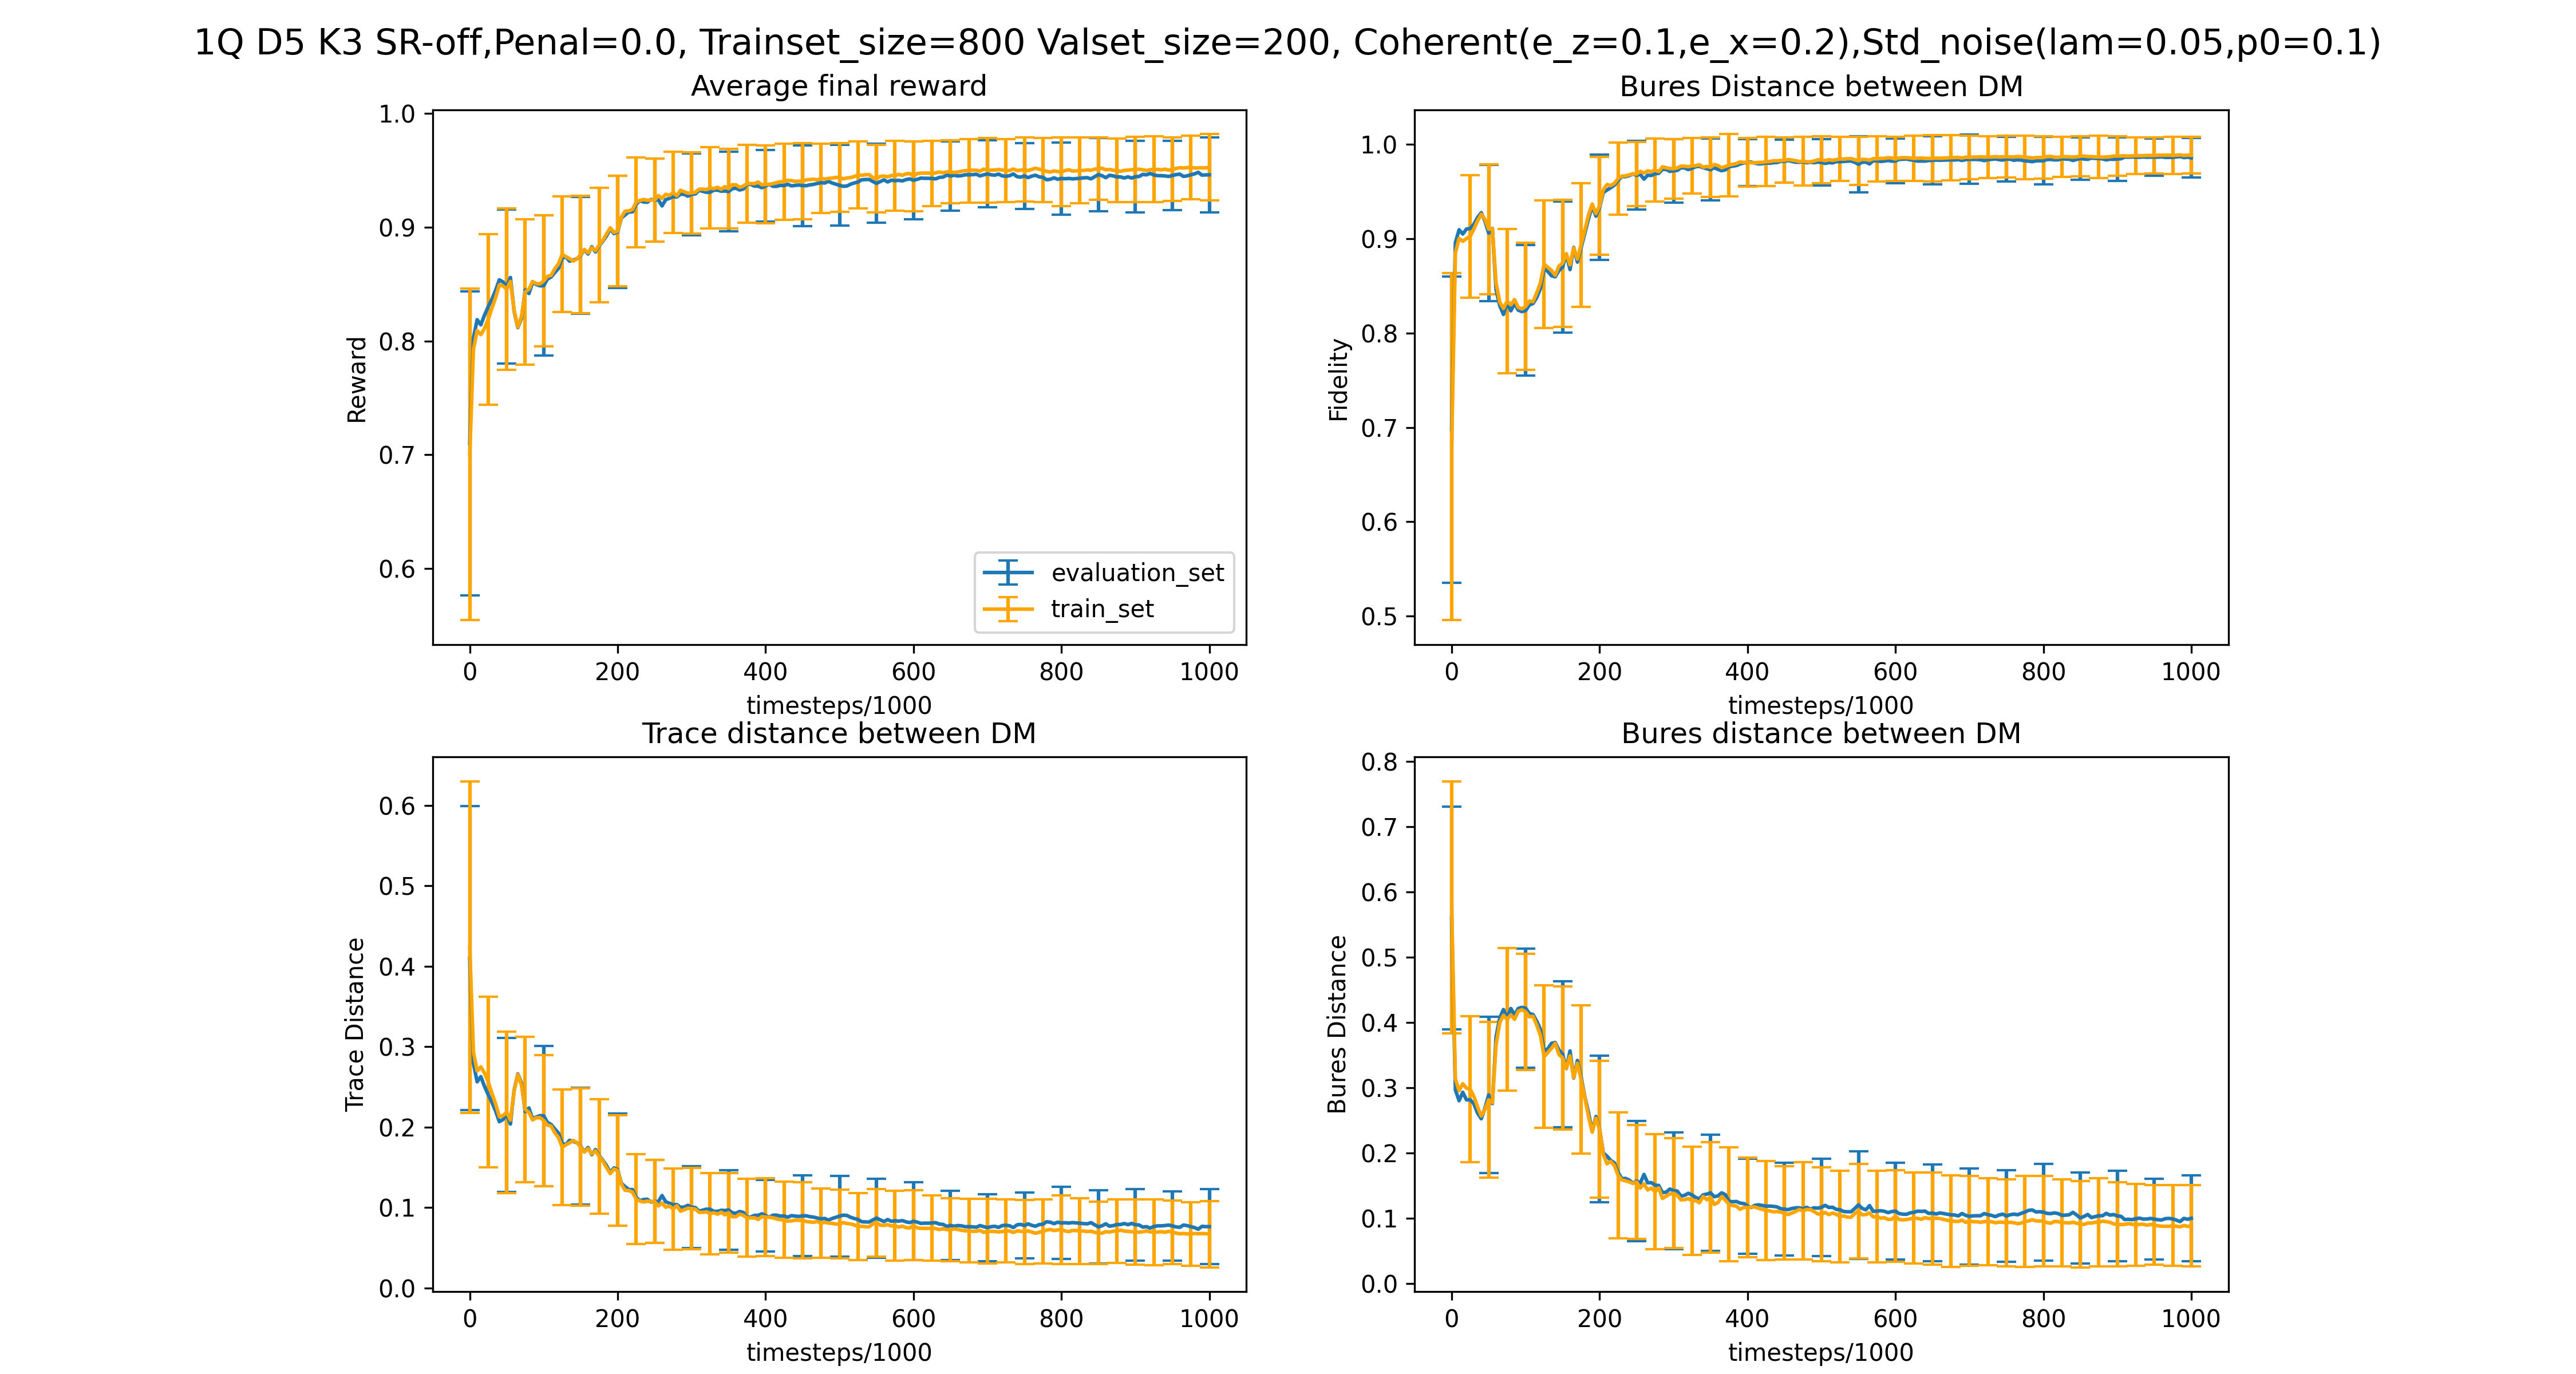 1Q D5 K3 SR-off,Penal=0.0, Trainset_size=800 Valset_size=200, Coherent(e_z=0.1,e_x=0.2),Std_noise(lam=0.05,p0=0.1)
Average final reward
1.0
0.9
0.8
0.7
0.6
Reward
evaluation_set
train_set
0 200 400 600 800 1000
timesteps/1000
Bures Distance between DM
1.0
0.9
0.8
0.7
0.6
0.5
Fidelity
0 200 400 600 800 1000
timesteps/1000
Trace distance between DM
0.6
0.5
0.4
0.3
0.2
0.1
0.0
Trace Distance
0 200 400 600 800 1000
timesteps/1000
Bures distance between DM
0.8
0.7
0.6
0.5
0.4
0.3
0.2
0.1
0.0
Bures Distance
0 200 400 600 800 1000
timesteps/1000